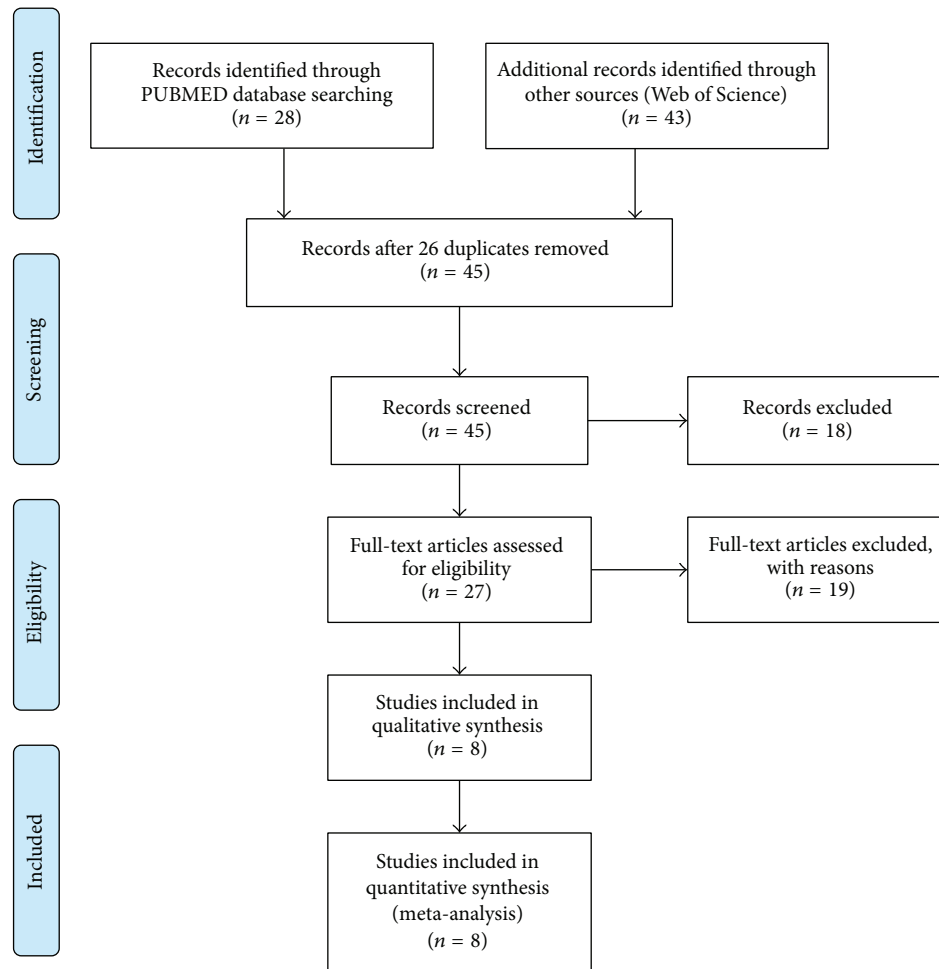 Identification
Records identified through
PUBMED database searching
(n = 28)
Additional records identified through
other sources (Web of Science)
(n = 43)
Records after 26 duplicates removed
(n = 45)
Screening
Records screened
(n = 45)
Records excluded
(n = 18)
Eligibility
Full-text articles assessed
for eligibility
(n = 27)
Full-text articles excluded,
with reasons
(n = 19)
Studies included in
qualitative synthesis
(n = 8)
Included
Studies included in
quantitative synthesis
(meta-analysis)
(n = 8)